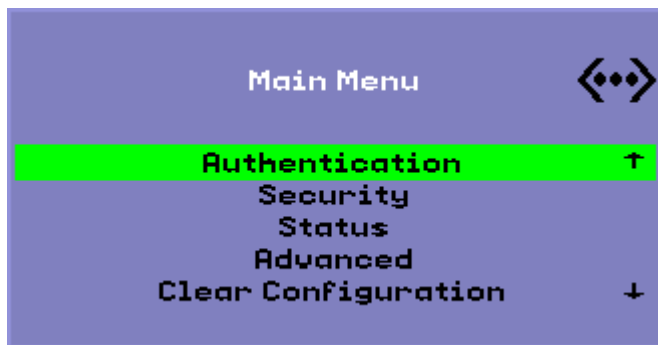 Main Menu
Authentication
Security
Status
Advanced
Clear Configuration